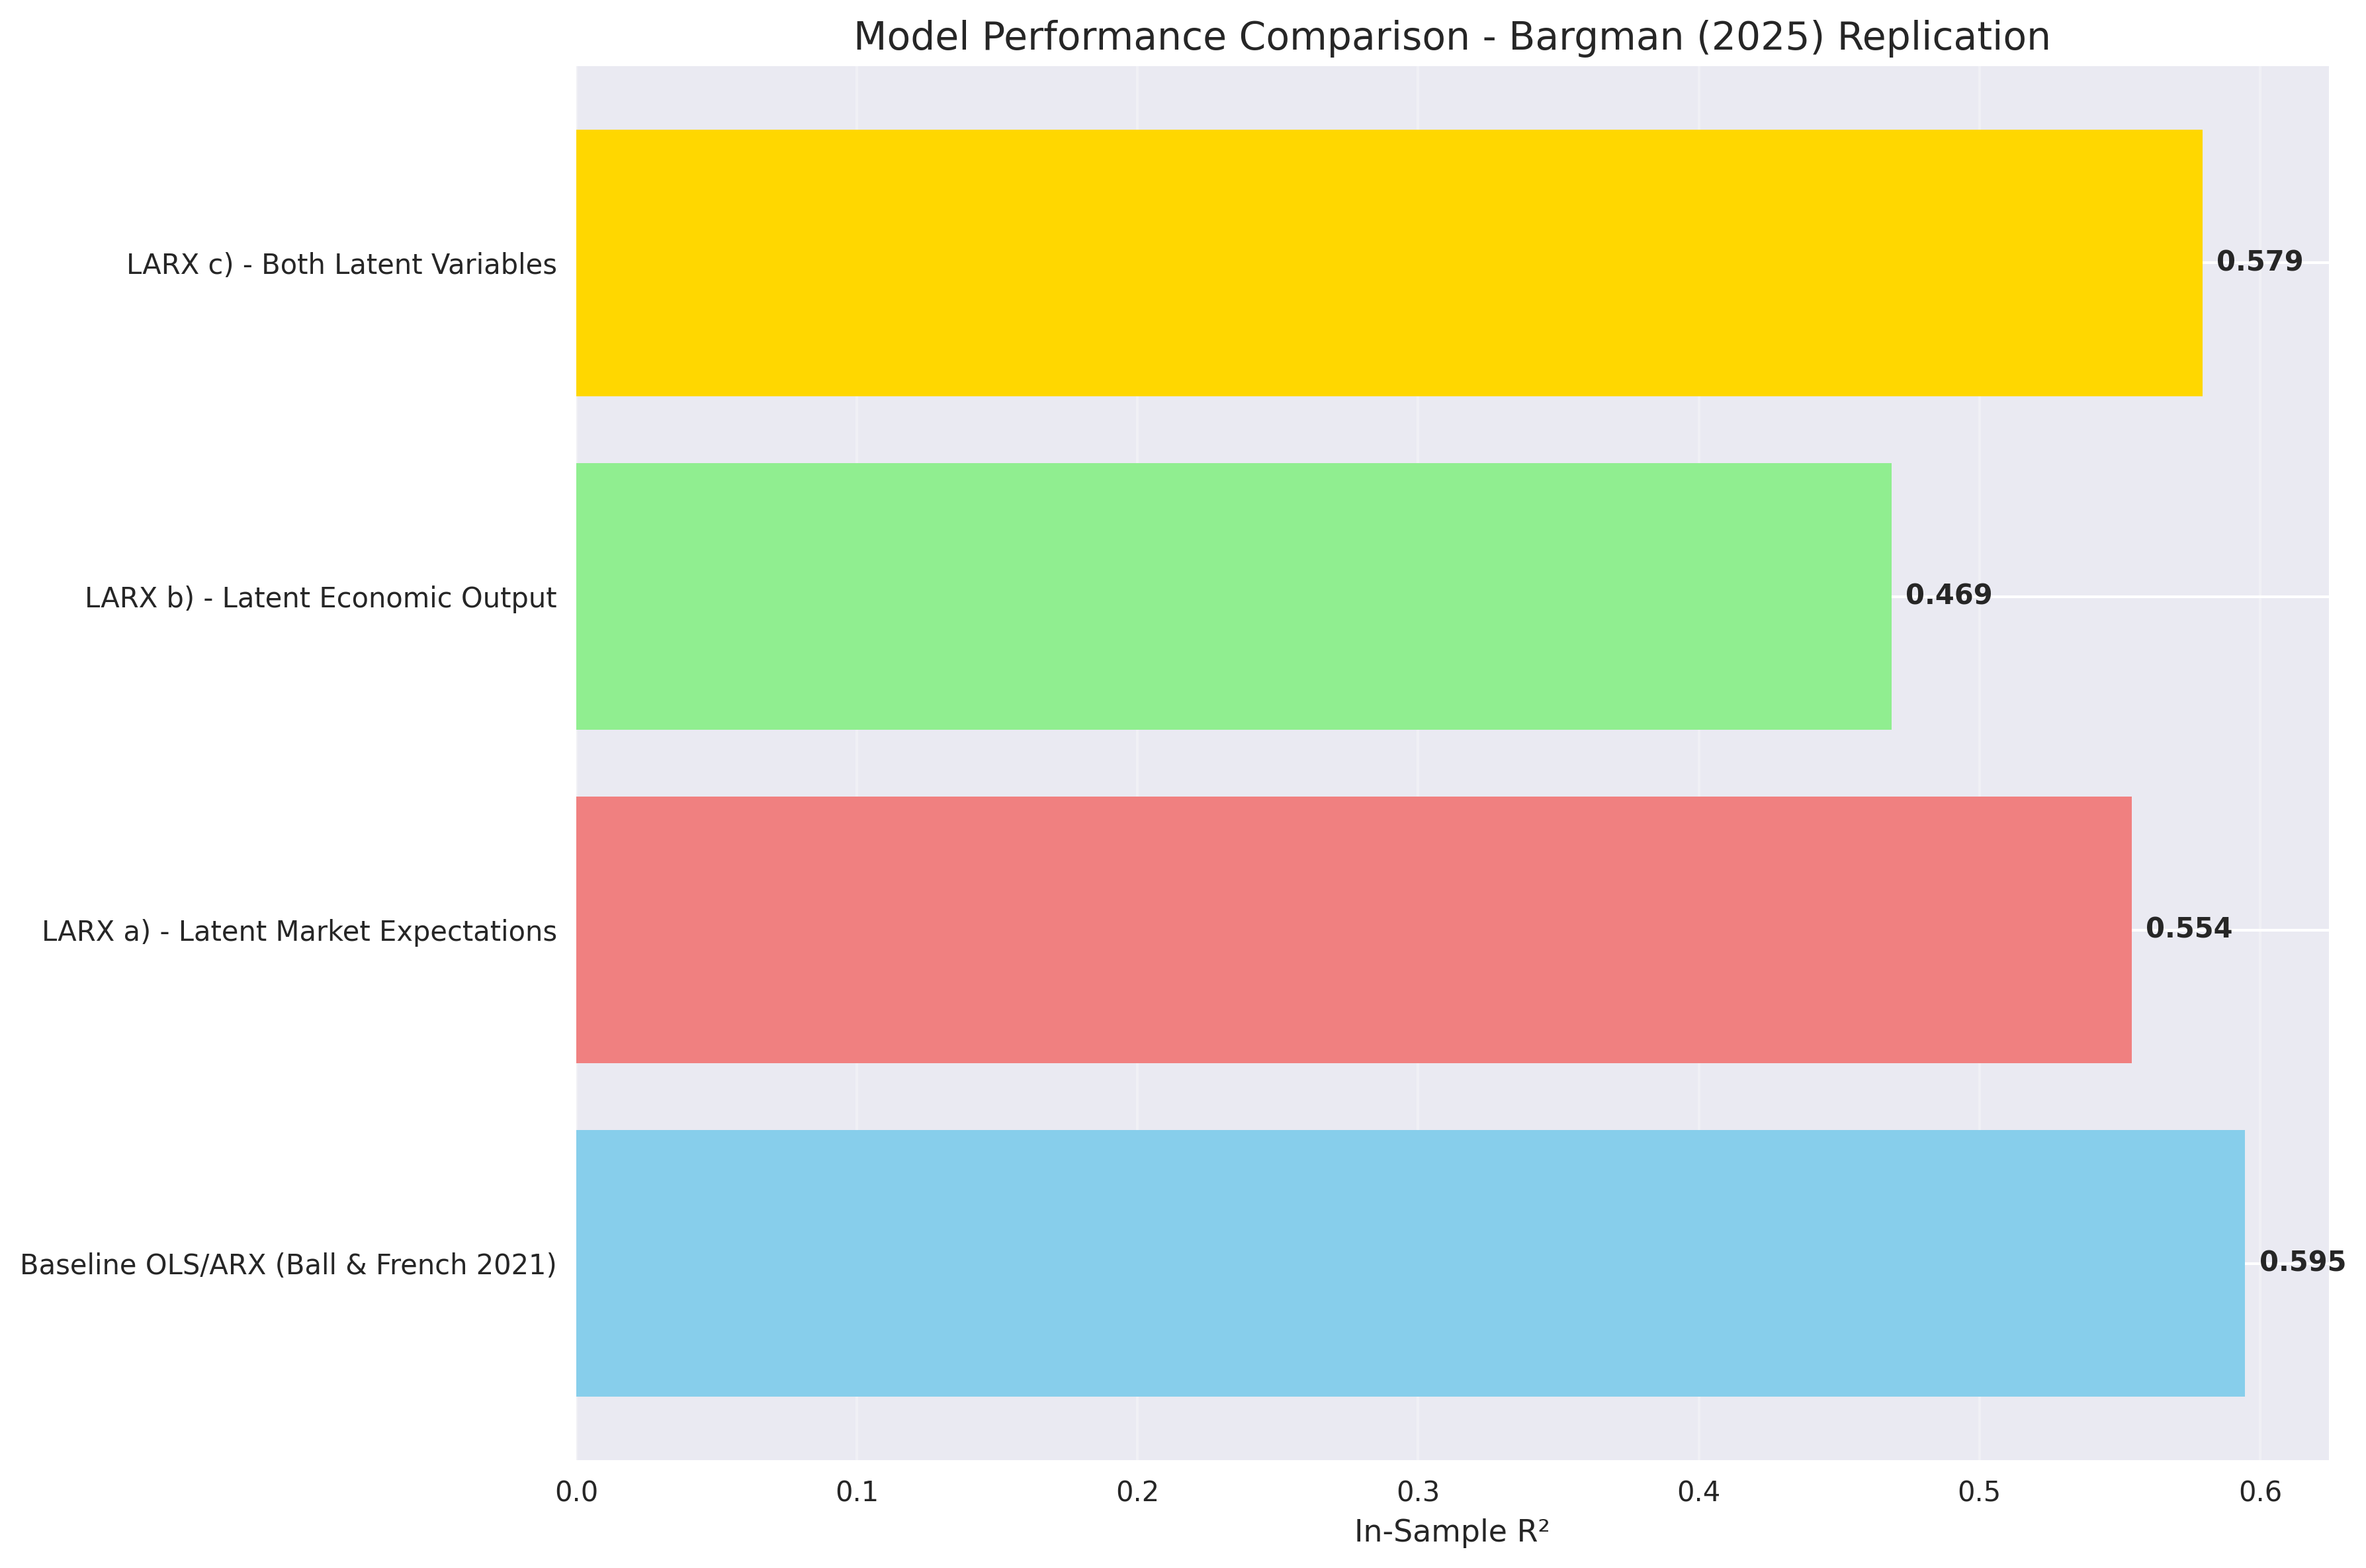 Model Performance Comparison - Bargman (2025) Replication
LARX c) - Both Latent Variables
0.579
LARX b) - Latent Economic Output
0.469
LARX a) - Latent Market Expectations
0.554
Baseline OLS/ARX (Ball & French 2021)
0.595
0.0 0.1 0.2 0.3 0.4 0.5 0.6
In-Sample R²